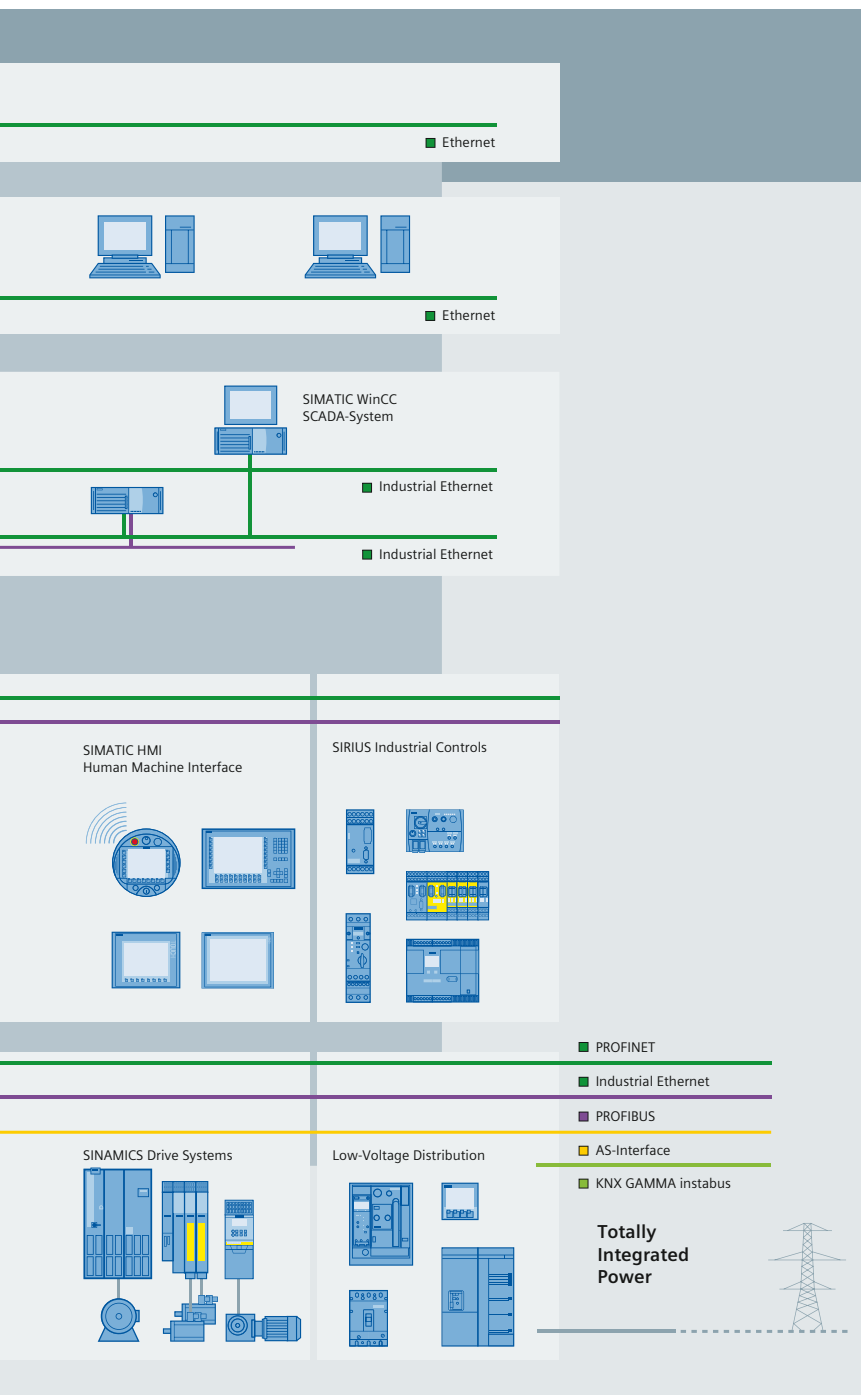 Ethernet
Ethernet
SIMATIC WinCC
SCADA-System
Industrial Ethernet
Industrial Ethernet
SIMATIC HMI
Human Machine Interface
SIRIUS Industrial Controls
PROFINET
Industrial Ethernet
PROFIBUS
AS-Interface
KNX GAMMA instabus
SINAMICS Drive Systems
Low-Voltage Distribution
Totally
Integrated
Power